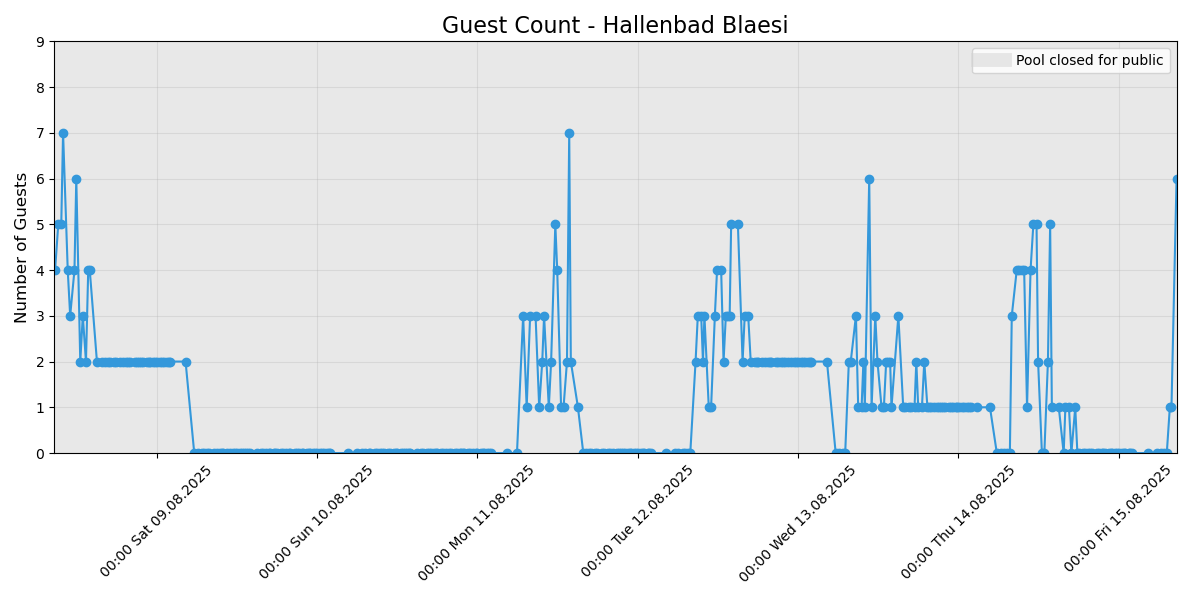 Guest Count - Hallenbad Blaesi
Pool closed for public
Number of Guests
9
8
7
6
5
4
3
2
1
0
00:00 Sat 09.08.2025
00:00 Sun 10.08.2025
00:00 Mon 11.08.2025
00:00 Tue 12.08.2025
00:00 Wed 13.08.2025
00:00 Thu 14.08.2025
00:00 Fri 15.08.2025